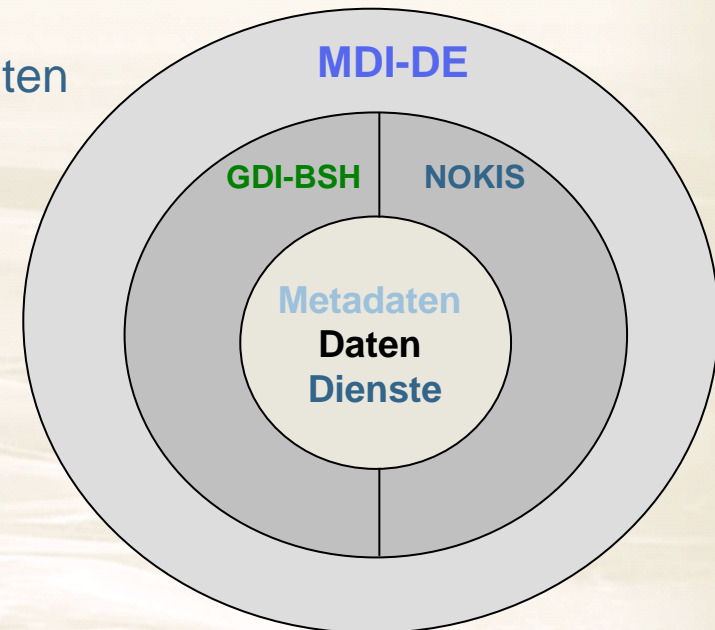 ten
MDI-DE
GDI-BSH NOKIS
Metadaten
Daten
Dienste